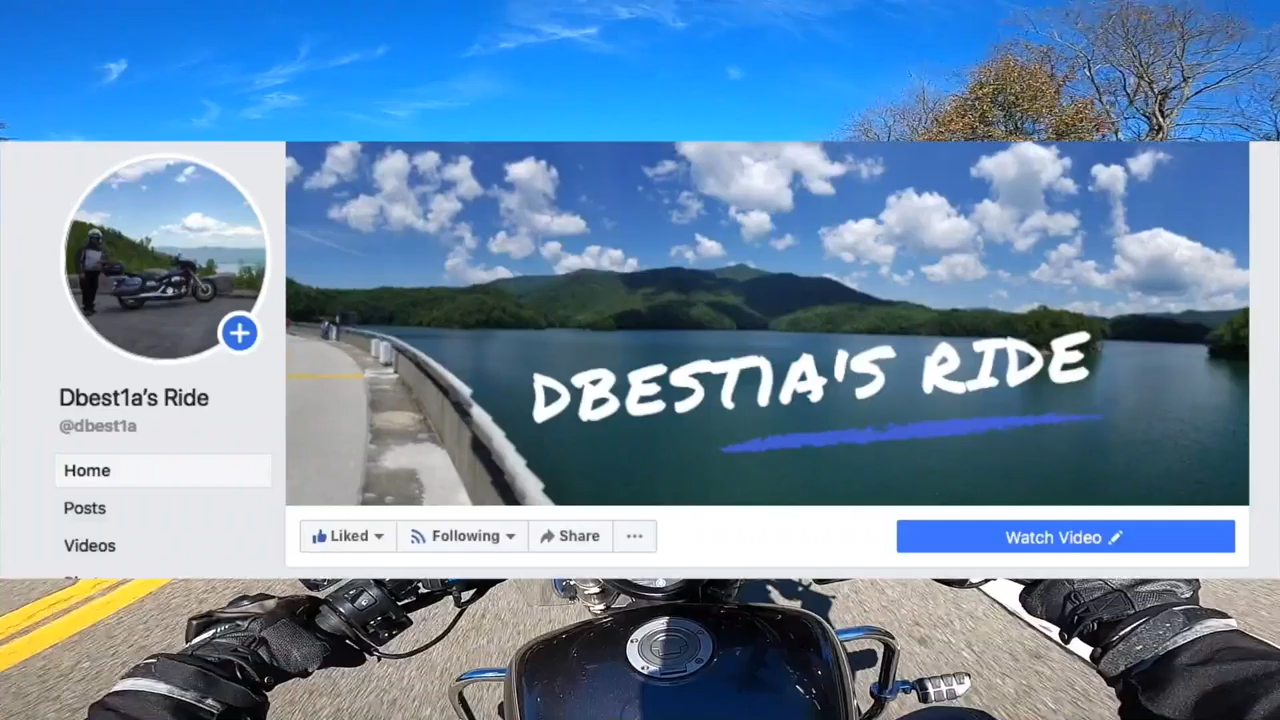 DBEST1A'S RIDE
Dbest1a's Ride
@dbest1a
Home
Posts
Videos
Liked
Following
Share
Watch Video